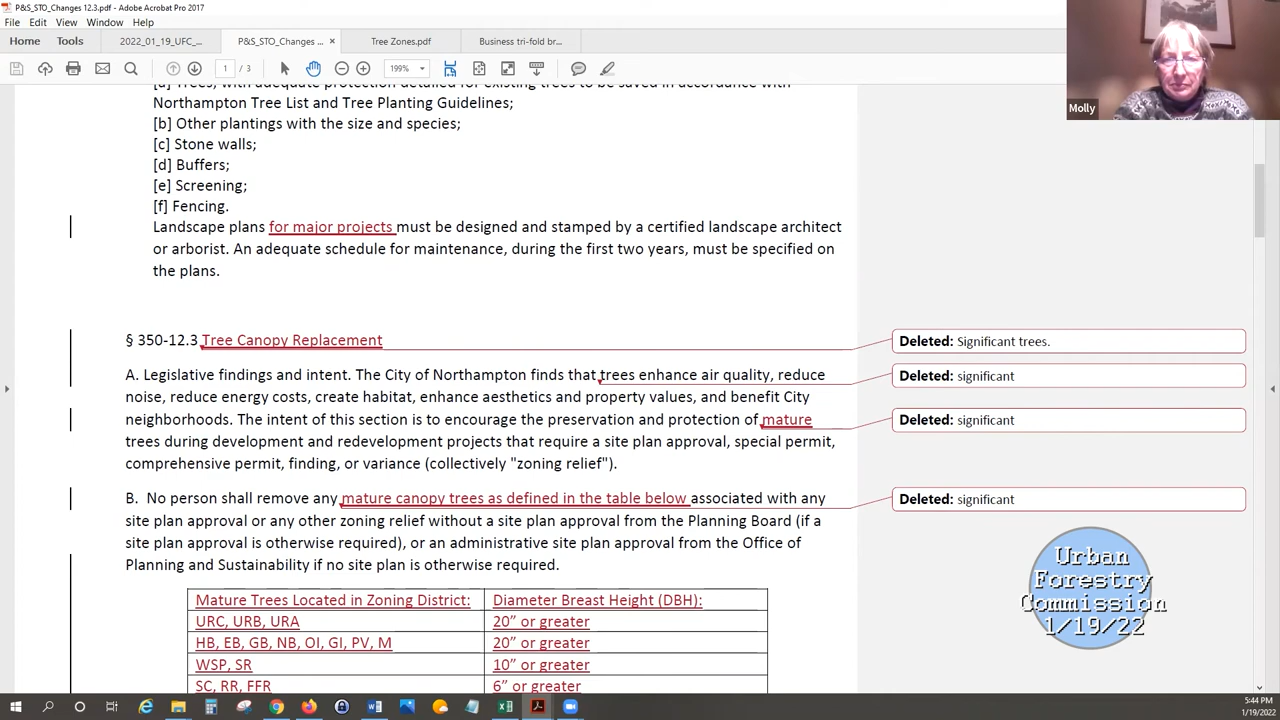 P&S_STO_Changes 12.3.pdf - Adobe Acrobat Pro 2017
File Edit View Window Help
Home Tools 2022_01_19_UFC_... P&S_STO_Changes ... × Tree Zones.pdf Business tri-fold br...
1 / 3 199%
[a] Trees, with adequate protection detailed for existing trees to be saved in accordance with
Northampton Tree List and Tree Planting Guidelines;
[b] Other plantings with the size and species;
[c] Stone walls;
[d] Buffers;
[e] Screening;
[f] Fencing.
Landscape plans for major projects must be designed and stamped by a certified landscape architect
or arborist. An adequate schedule for maintenance, during the first two years, must be specified on
the plans.
§ 350-12.3 Tree Canopy Replacement
Deleted: Significant trees.
A. Legislative findings and intent. The City of Northampton finds that trees enhance air quality, reduce
Deleted: significant
noise, reduce energy costs, create habitat, enhance aesthetics and property values, and benefit City
neighborhoods. The intent of this section is to encourage the preservation and protection of mature
Deleted: significant
trees during development and redevelopment projects that require a site plan approval, special permit,
comprehensive permit, finding, or variance (collectively "zoning relief").
B. No person shall remove any mature canopy trees as defined in the table below associated with any
Deleted: significant
site plan approval or any other zoning relief without a site plan approval from the Planning Board (if a
site plan approval is otherwise required), or an administrative site plan approval from the Office of
Planning and Sustainability if no site plan is otherwise required.
Mature Trees Located in Zoning District: Diameter Breast Height (DBH):
URC, URB, URA 20” or greater
HB, EB, GB, NB, OI, GI, PV, M 20” or greater
WSP, SR 10” or greater
SC, RR, FFR 6” or greater
Molly
Urban
Forestry
Commission
1/19/22
5:44 PM
1/19/2022